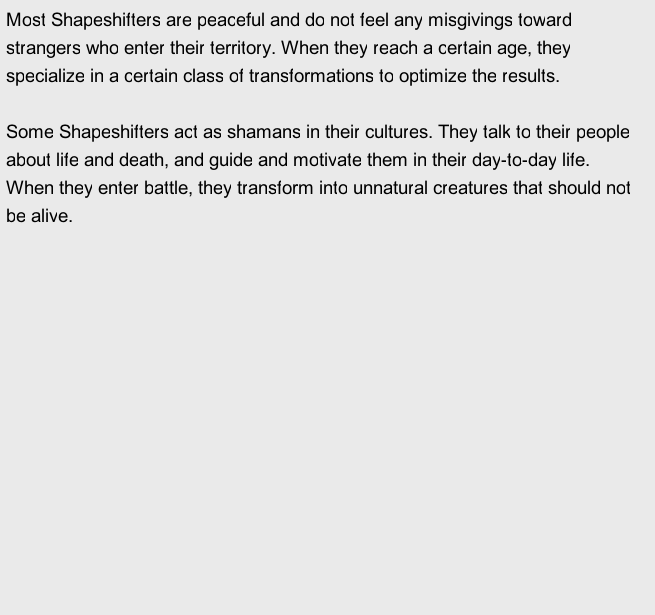 Most Shapeshifters are peaceful and do not feel any misgivings toward
strangers who enter their territory. When they reach a certain age, they
specialize in a certain class of transformations to optimize the results.

Some Shapeshifters act as shamans in their cultures. They talk to their people
about life and death, and guide and motivate them in their day-to-day life.
When they enter battle, they transform into unnatural creatures that should not
be alive.